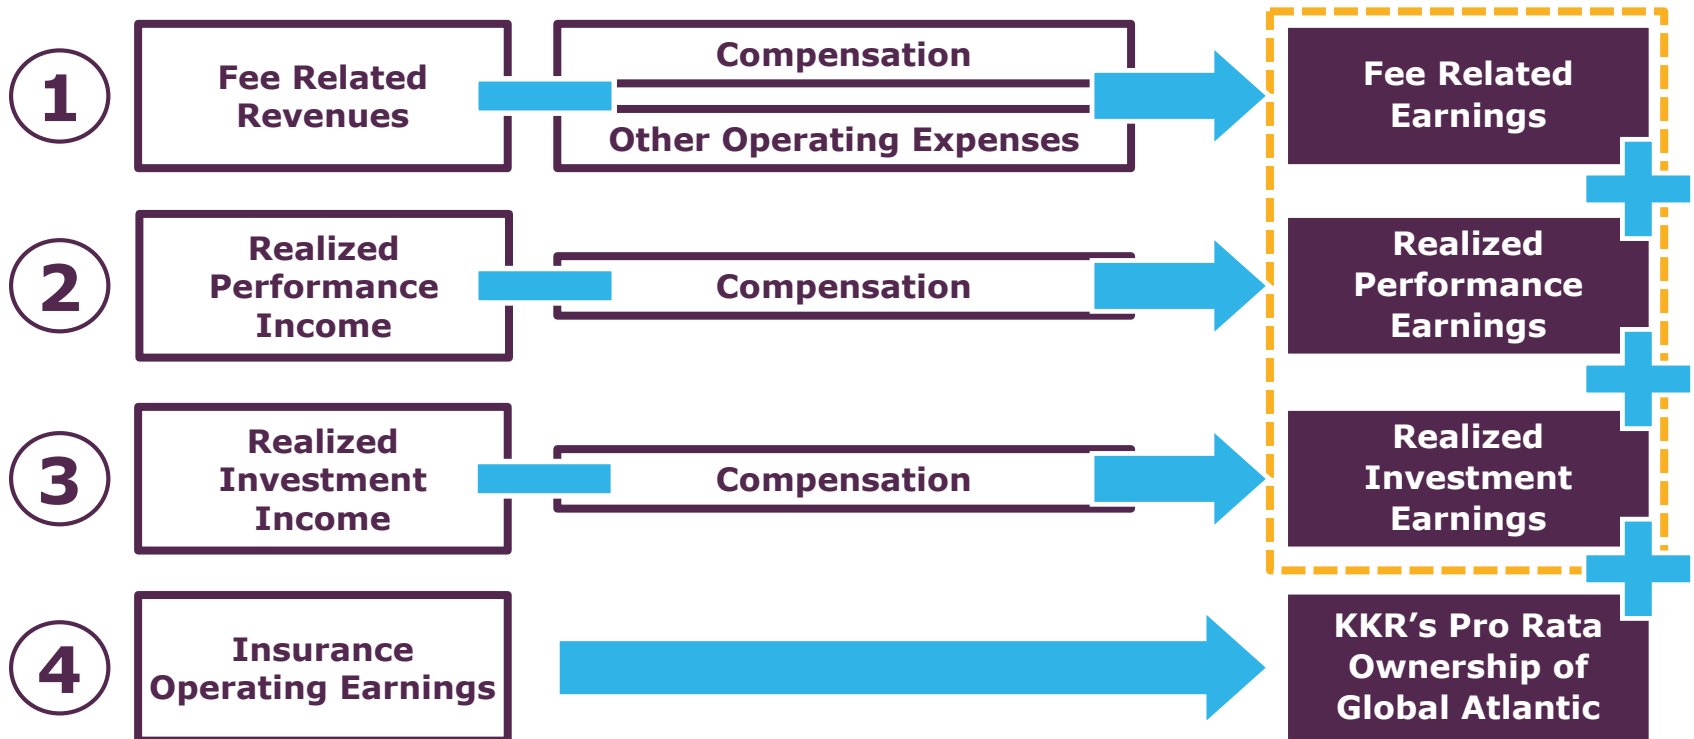 1
Fee Related
Revenues
Compensation
Other Operating Expenses
Fee Related
Earnings
2
Realized
Performance
Income
Compensation
Realized
Performance
Earnings
3
Realized
Investment
Income
Compensation
Realized
Investment
Earnings
4
Insurance
Operating Earnings
KKR’s Pro Rata
Ownership of
Global Atlantic